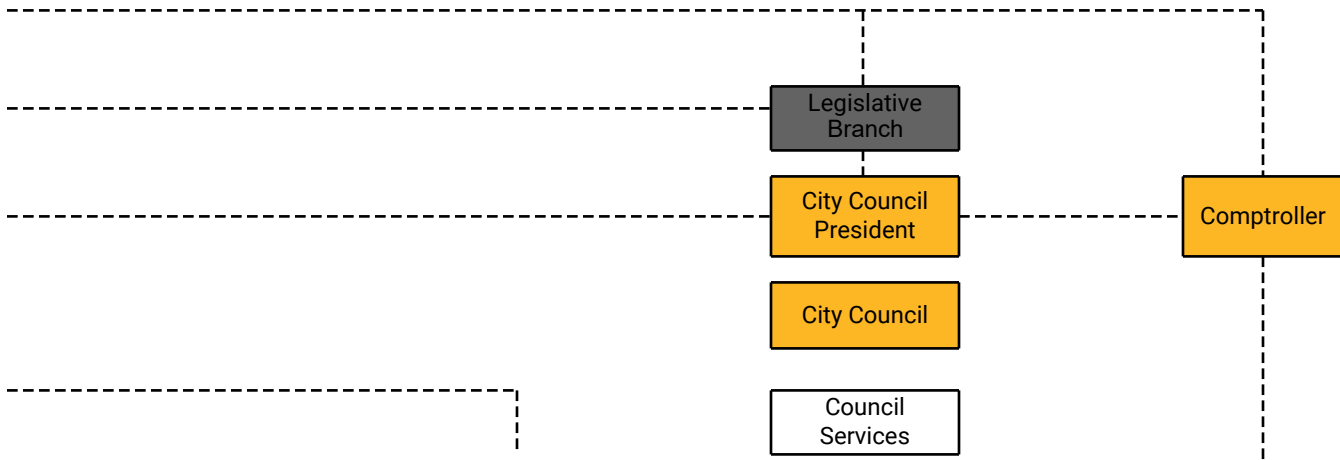 Legislative
Branch
City Council
President
Comptroller
City Council
Council
Services